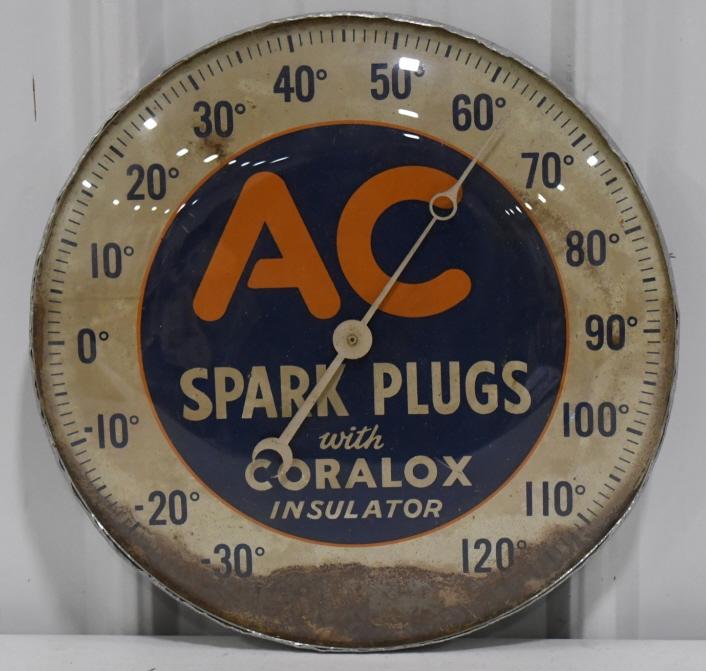 40° 50°
30° 60°
20° 70°
10° 80°
0° 90°
-10° 100°
-20° 110°
-30° 120°
AC
SPARK PLUGS
with
CORALOX
INSULATOR